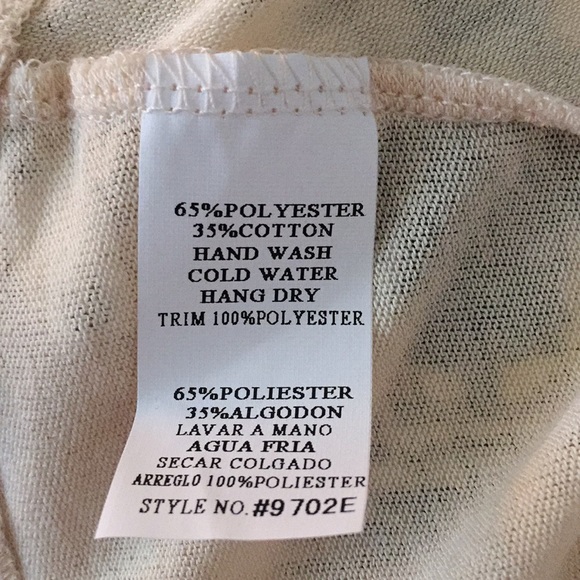 65%POLYESTER
35%COTTON
HAND WASH
COLD WATER
HANG DRY
TRIM 100%POLYESTER
65%POLIESTER
35%ALGODON
LAVAR A MANO
AGUA FRIA
SECAR COLGADO
ARREGLO 100%POLIESTER
STYLE NO.#9702E